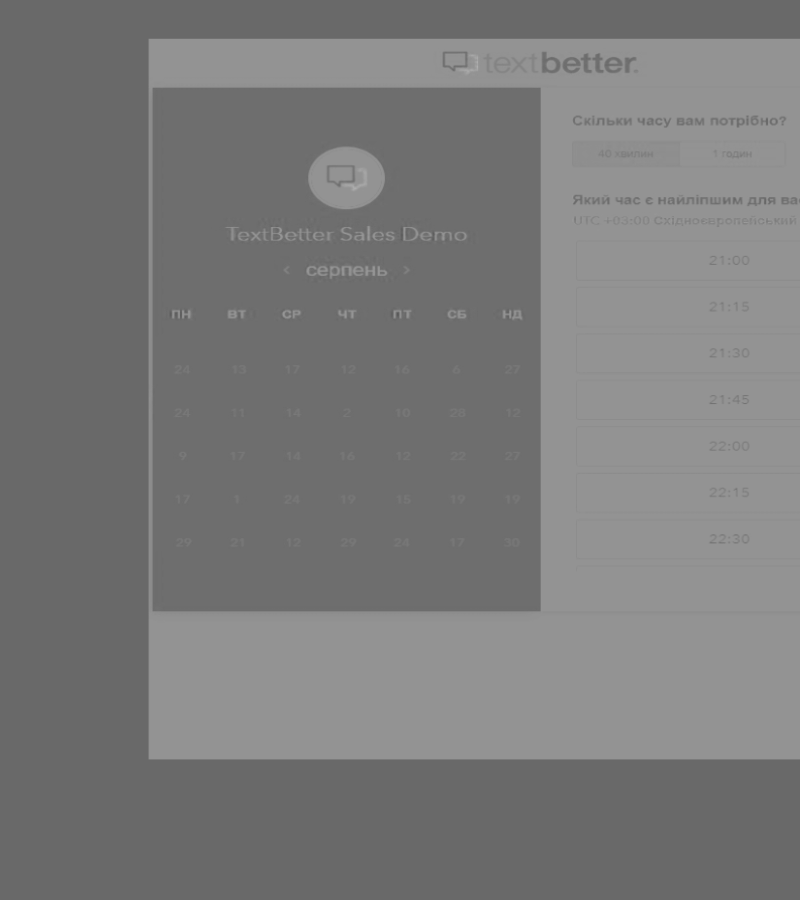 textbetter.
TextBetter Sales Demo
< серпень >
ПН ВТ СР ЧТ ПТ СБ НД
24 13 17 12 16 6 27
24 11 14 2 10 28 12
9 17 14 16 12 22 27
17 1 24 19 15 19 19
29 21 12 29 24 17 30
Скільки часу вам потрібно?
40 хвилин 1 годин
Який час є найліпшим для вас
UTC +03:00 Східноєвропейський
21:00
21:15
21:30
21:45
22:00
22:15
22:30